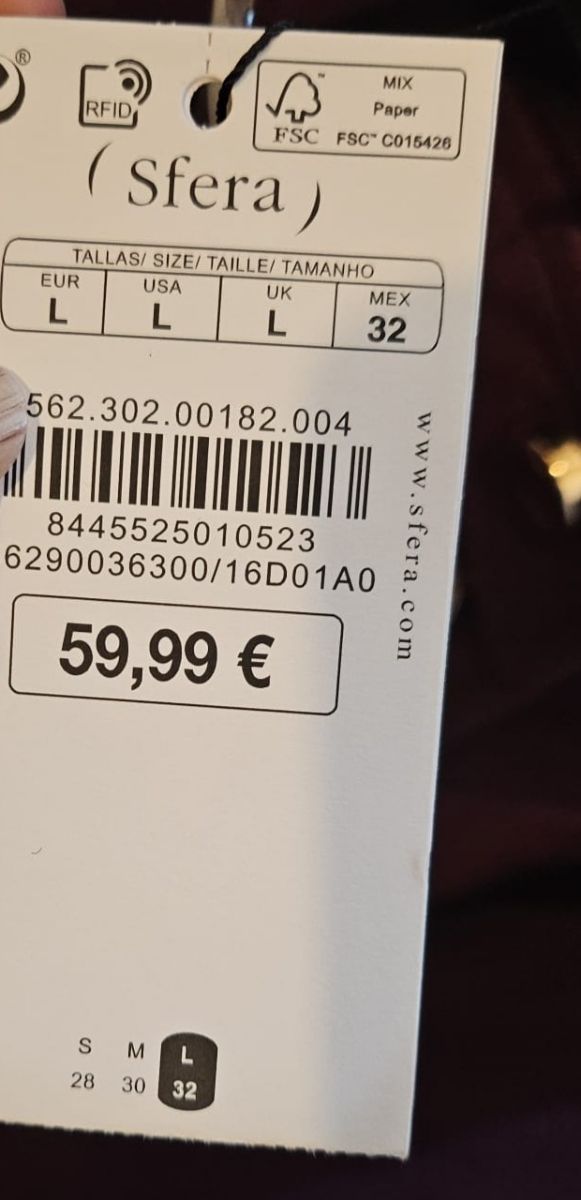 ®
RFID
FSC™
MIX
Paper
FSC™ C015426
(Sfera)
TALLAS/ SIZE/ TAILLE/ TAMANHO
EUR USA UK MEX
L L L 32
562.302.00182.004
8445525010523
6290036300/16D01A0
59,99 €
www.sfera.com
S M L
28 30 32